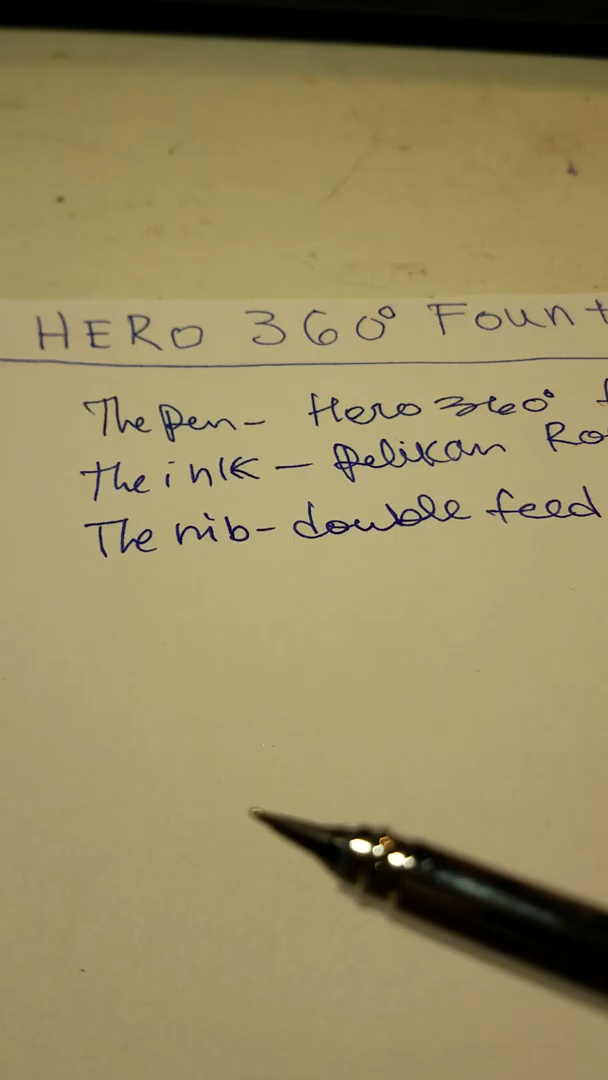 HERO 360° Fount
The pen - Hero 360° f
The ink - Pelikan Ro
The nib - double feed